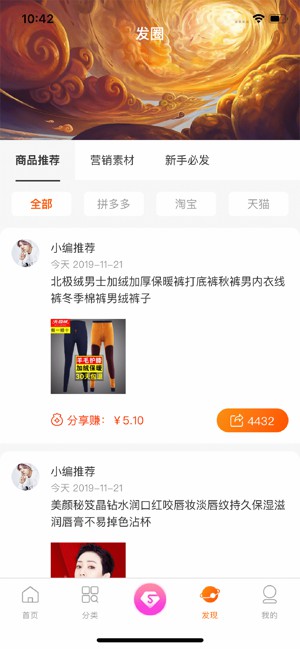 10:42
发圈
商品推荐
营销素材
新手必发
全部
拼多多
淘宝
天猫
小编推荐
今天 2019-11-21
北极绒男士加绒加厚保暖裤打底裤秋裤男内衣线
裤冬季棉裤男绒裤子
羊毛护膝
加绒保暖
30天包退
分享赚：￥5.10
4432
小编推荐
今天 2019-11-21
美颜秘笈晶钻水润口红咬唇妆淡唇纹持久保湿滋
润唇膏不易掉色沾杯
首页
分类
发现
我的